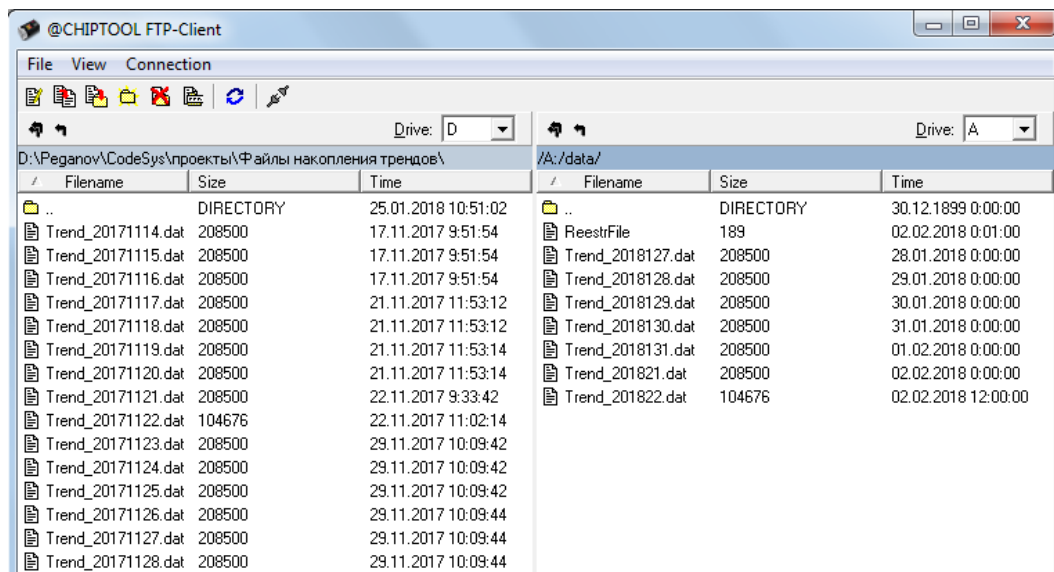 @CHIPTOOL FTP-Client
File View Connection
Drive: D
D:\Peganov\CodeSys\проекты\Файлы накопления трендов\
Filename Size Time
.. DIRECTORY 25.01.2018 10:51:02
Trend_20171114.dat 208500 17.11.2017 9:51:54
Trend_20171115.dat 208500 17.11.2017 9:51:54
Trend_20171116.dat 208500 17.11.2017 9:51:54
Trend_20171117.dat 208500 21.11.2017 11:53:12
Trend_20171118.dat 208500 21.11.2017 11:53:12
Trend_20171119.dat 208500 21.11.2017 11:53:14
Trend_20171120.dat 208500 21.11.2017 11:53:14
Trend_20171121.dat 208500 22.11.2017 9:33:42
Trend_20171122.dat 104676 22.11.2017 11:02:14
Trend_20171123.dat 208500 29.11.2017 10:09:42
Trend_20171124.dat 208500 29.11.2017 10:09:42
Trend_20171125.dat 208500 29.11.2017 10:09:42
Trend_20171126.dat 208500 29.11.2017 10:09:44
Trend_20171127.dat 208500 29.11.2017 10:09:44
Trend_20171128.dat 208500 29.11.2017 10:09:44
Drive: A
/A:/data/
Filename Size Time
.. DIRECTORY 30.12.1899 0:00:00
ReestrFile 189 02.02.2018 0:01:00
Trend_2018127.dat 208500 28.01.2018 0:00:00
Trend_2018128.dat 208500 29.01.2018 0:00:00
Trend_2018129.dat 208500 30.01.2018 0:00:00
Trend_2018130.dat 208500 31.01.2018 0:00:00
Trend_2018131.dat 208500 01.02.2018 0:00:00
Trend_201821.dat 208500 02.02.2018 0:00:00
Trend_201822.dat 104676 02.02.2018 12:00:00